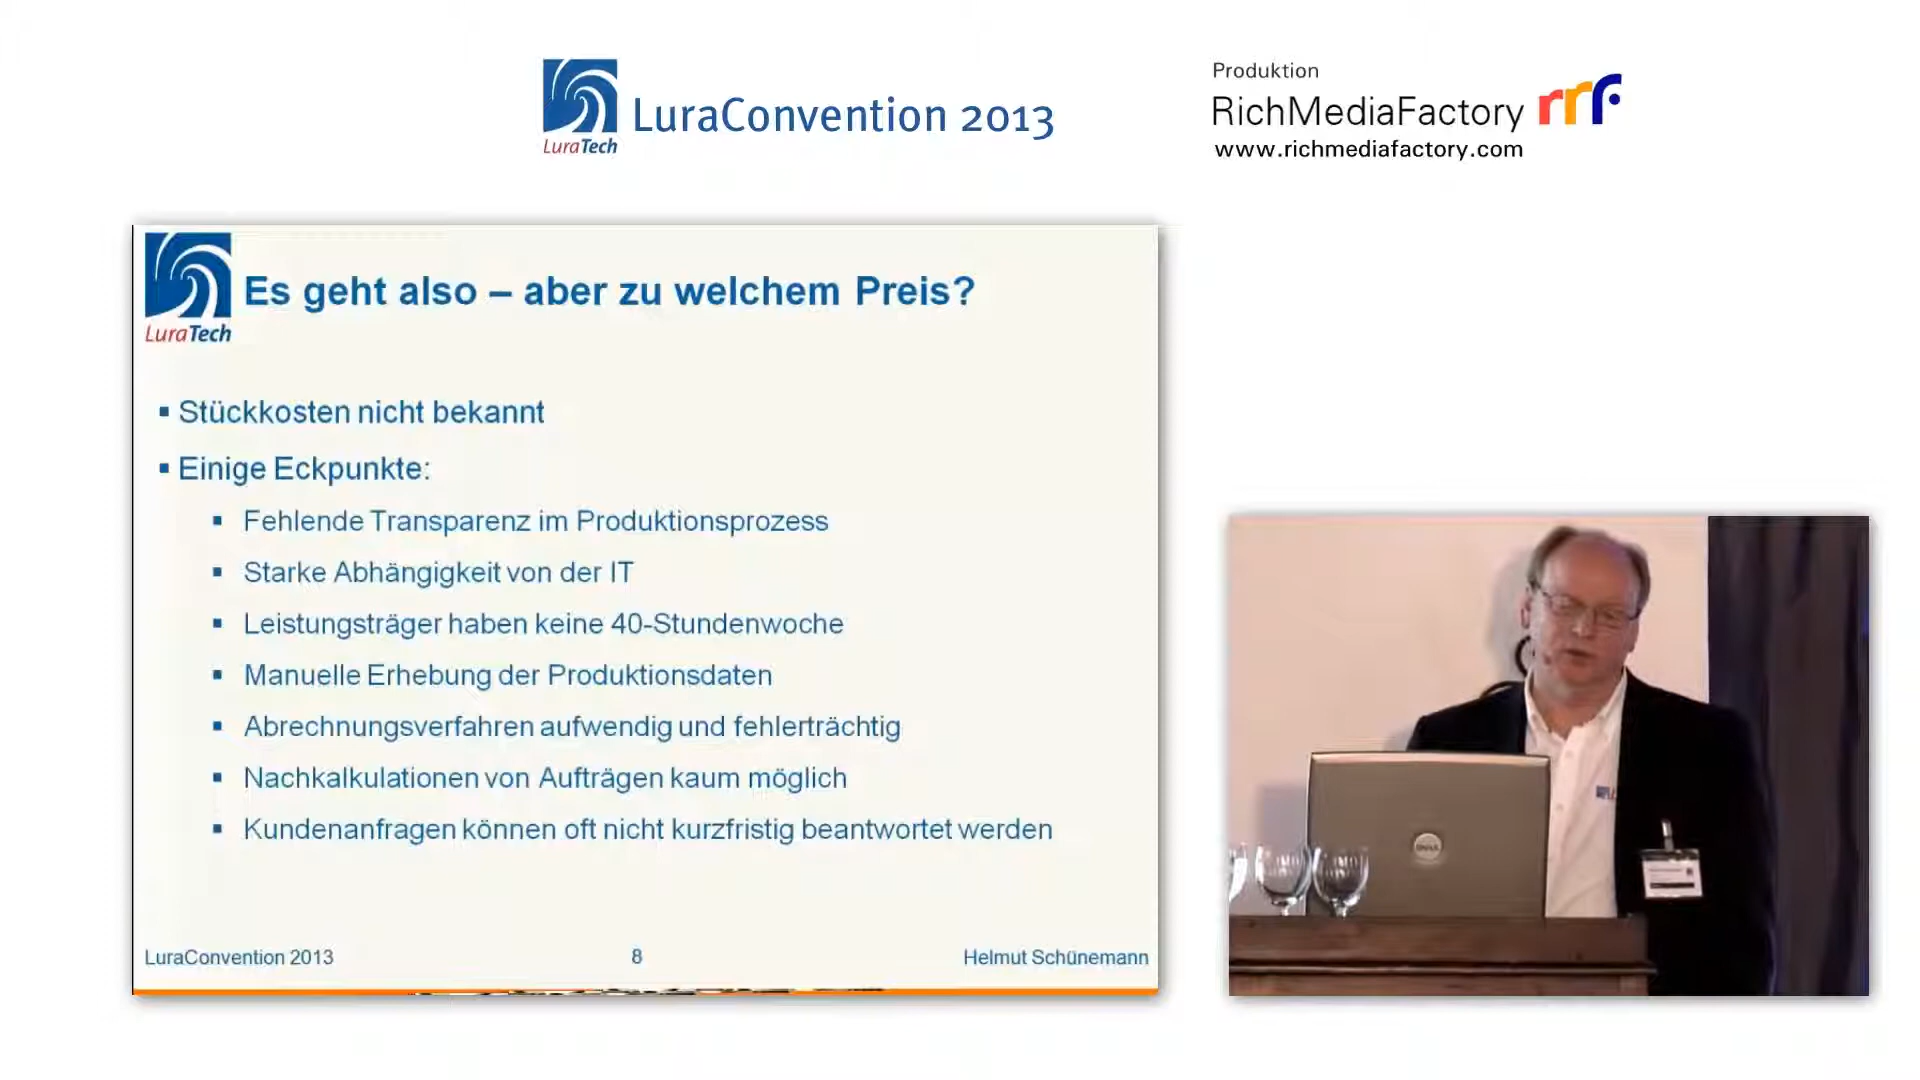 LuraTech
LuraConvention 2013
Produktion
RichMediaFactory rrf
www.richmediafactory.com
LuraTech
Es geht also – aber zu welchem Preis?
▪ Stückkosten nicht bekannt
▪ Einige Eckpunkte:
▪ Fehlende Transparenz im Produktionsprozess
▪ Starke Abhängigkeit von der IT
▪ Leistungsträger haben keine 40-Stundenwoche
▪ Manuelle Erhebung der Produktionsdaten
▪ Abrechnungsverfahren aufwendig und fehlerträchtig
▪ Nachkalkulationen von Aufträgen kaum möglich
▪ Kundenanfragen können oft nicht kurzfristig beantwortet werden
LuraConvention 2013
8
Helmut Schünemann
DELL